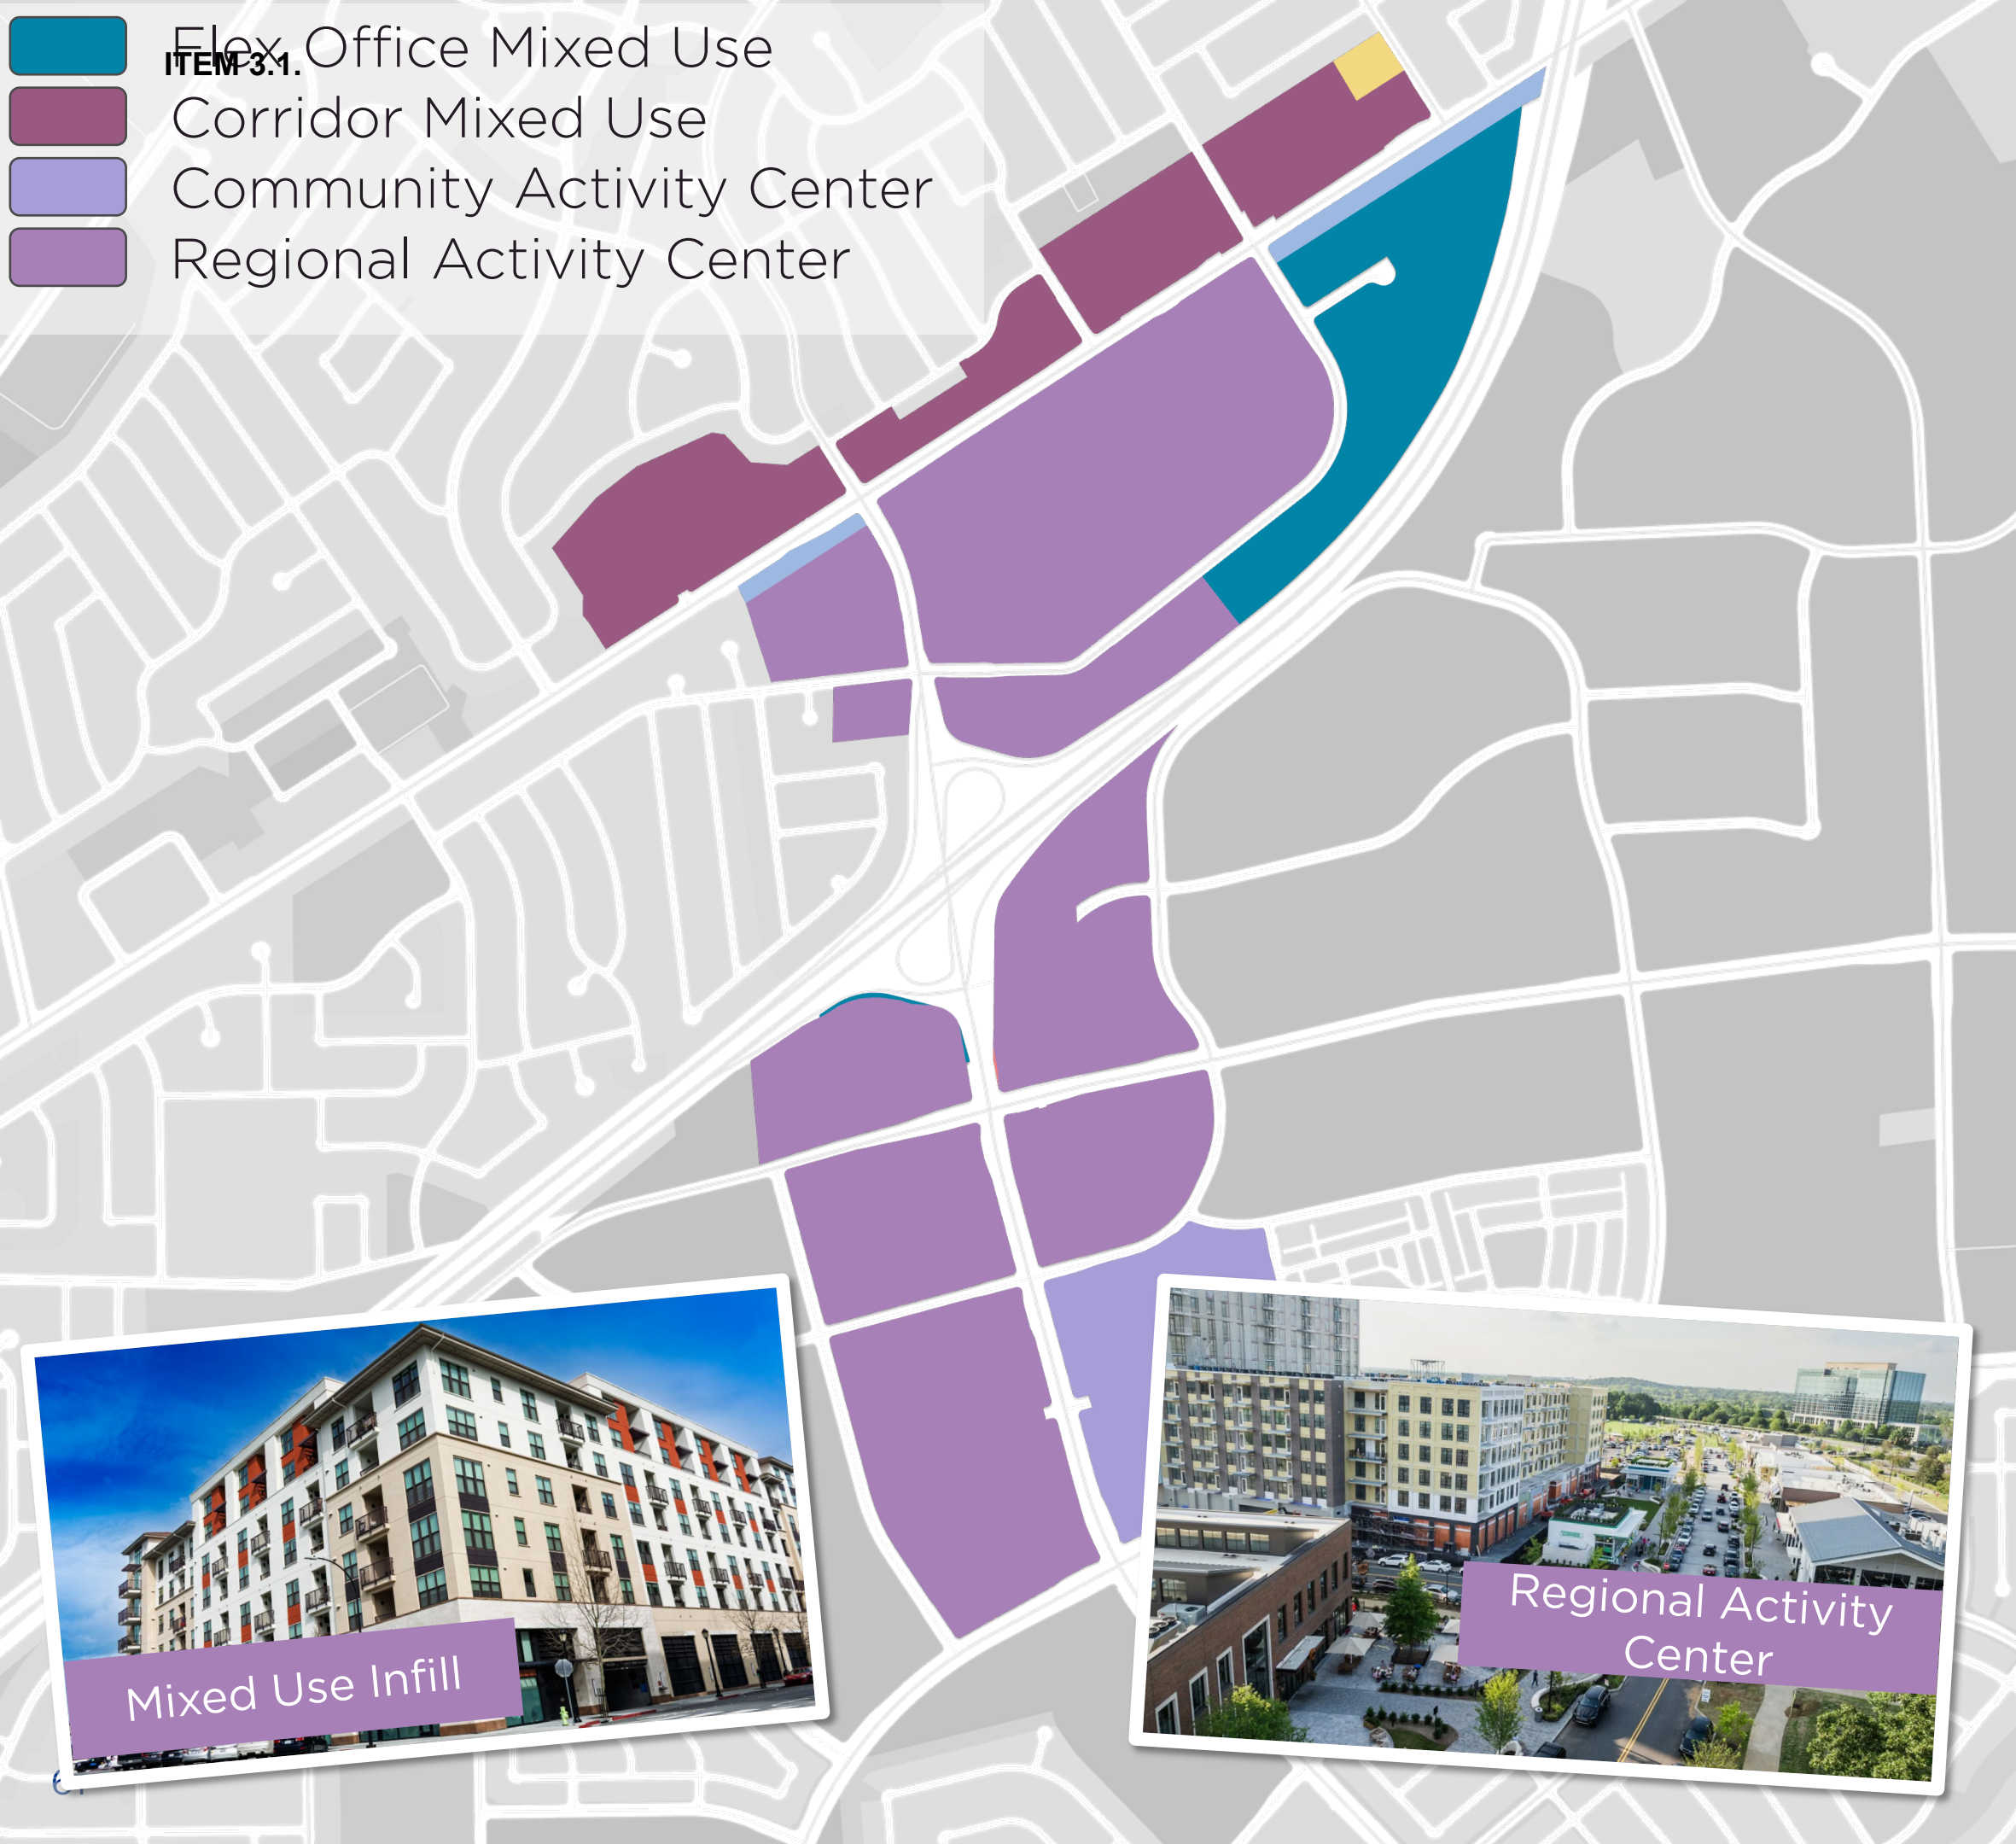 Flex Office Mixed Use
ITEM 3.1.
Corridor Mixed Use
Community Activity Center
Regional Activity Center
Mixed Use Infill
Regional Activity
Center